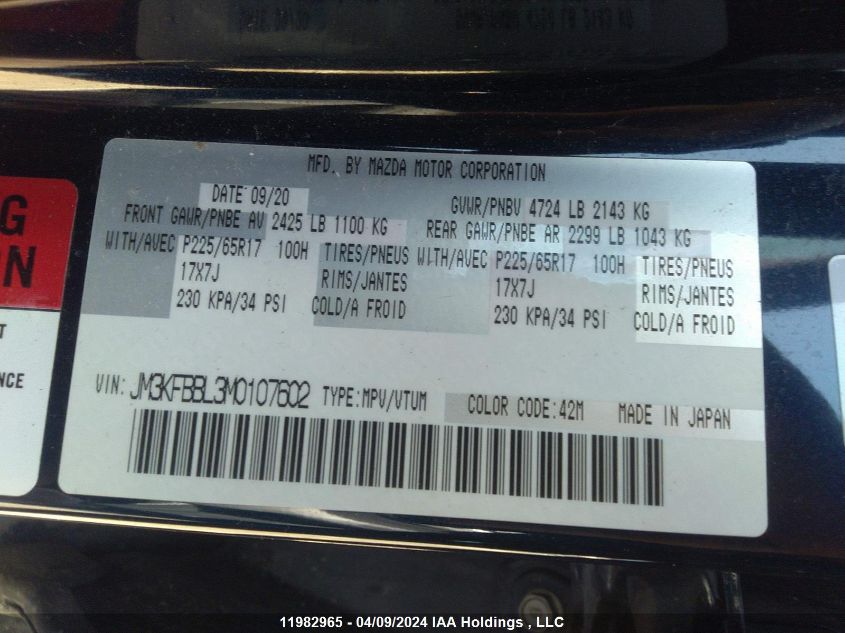 MFD. BY MAZDA MOTOR CORPORATION
DATE: 09/20 GVWR/PNBV 4724 LB 2143 KG
FRONT GAWR/PNBE AV 2425 LB 1100 KG REAR GAWR/PNBE AR 2299 LB 1043 KG
WITH/AVEC P225/65R17 100H TIRES/PNEUS WITH/AVEC P225/65R17 100H TIRES/PNEUS
17X7J RIMS/JANTES 17X7J RIMS/JANTES
230 KPA/34 PSI COLD/A FROID 230 KPA/34 PSI COLD/A FROID
VIN: JM3KFBBL3M0107602 TYPE:MPV/VTUM COLOR CODE:42M MADE IN JAPAN
G
N
T
NCE
11982965 - 04/09/2024 IAA Holdings , LLC